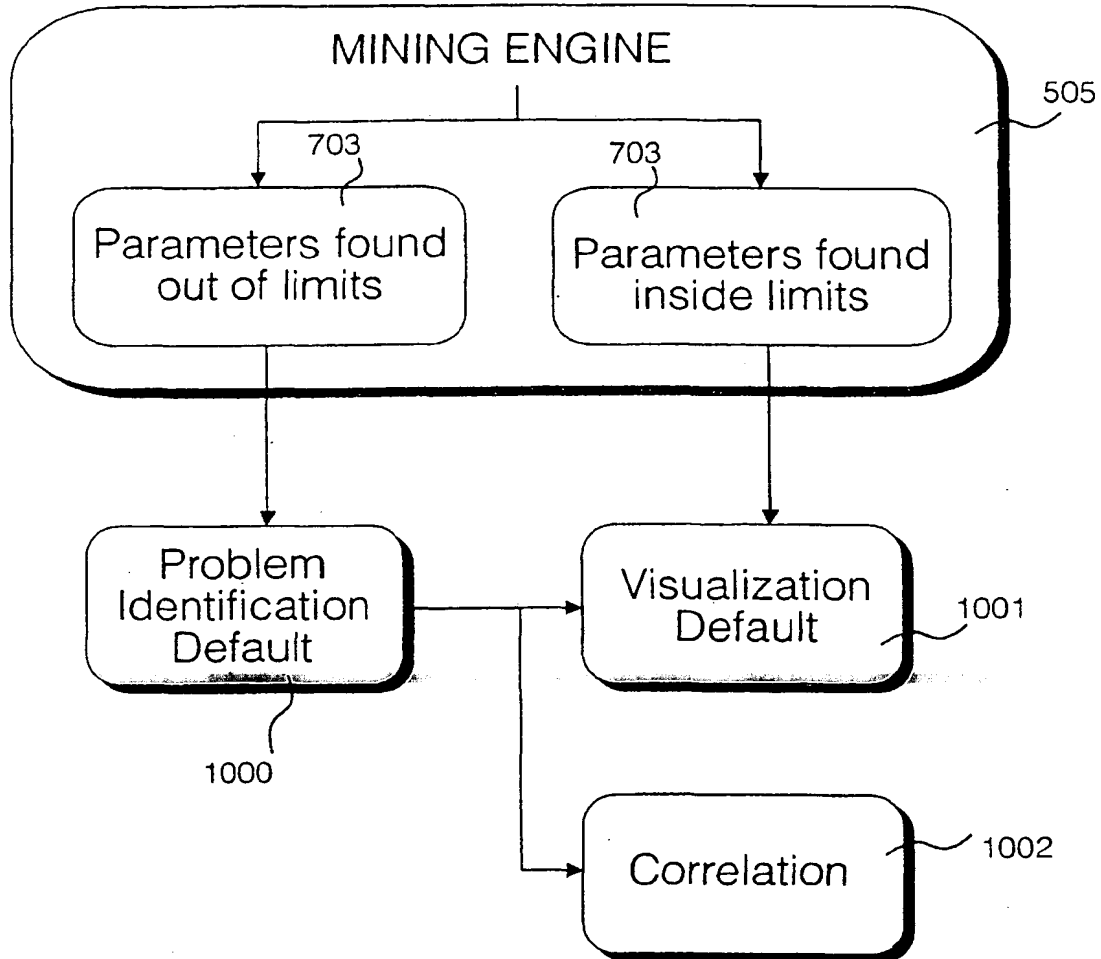 MINING ENGINE
505
703
703
Parameters found
out of limits
Parameters found
inside limits
Problem
Identification
Default
1000
Visualization
Default
1001
Correlation
1002